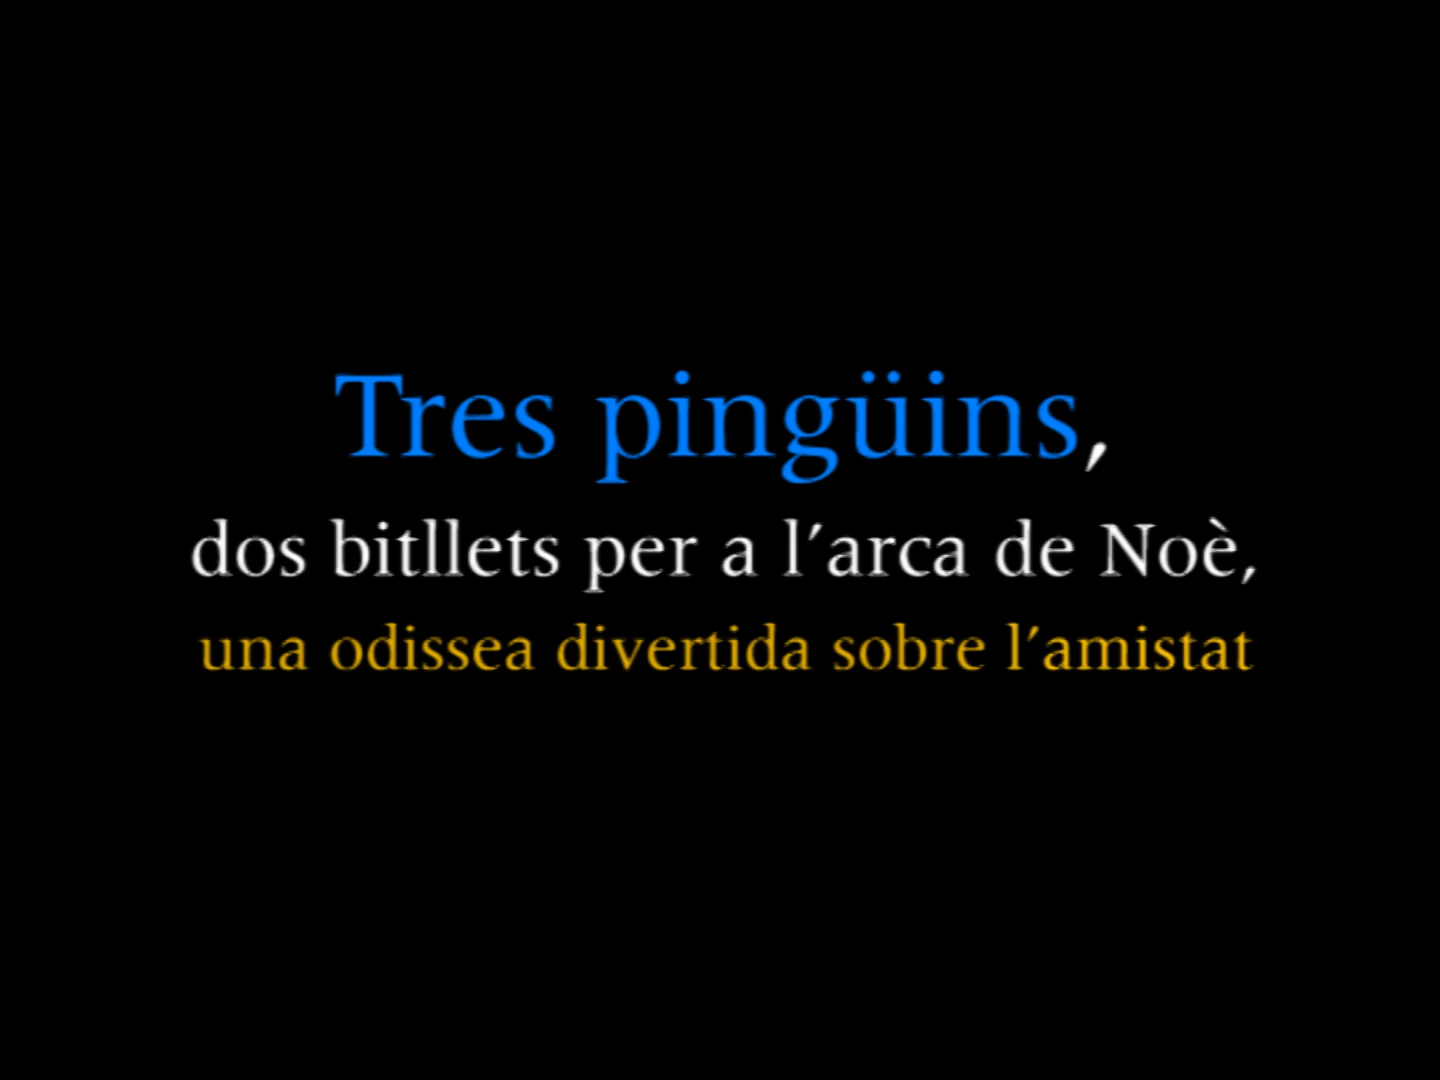 Tres pingüins,
dos bitllets per a l'arca de Noè,
una odissea divertida sobre l'amistat